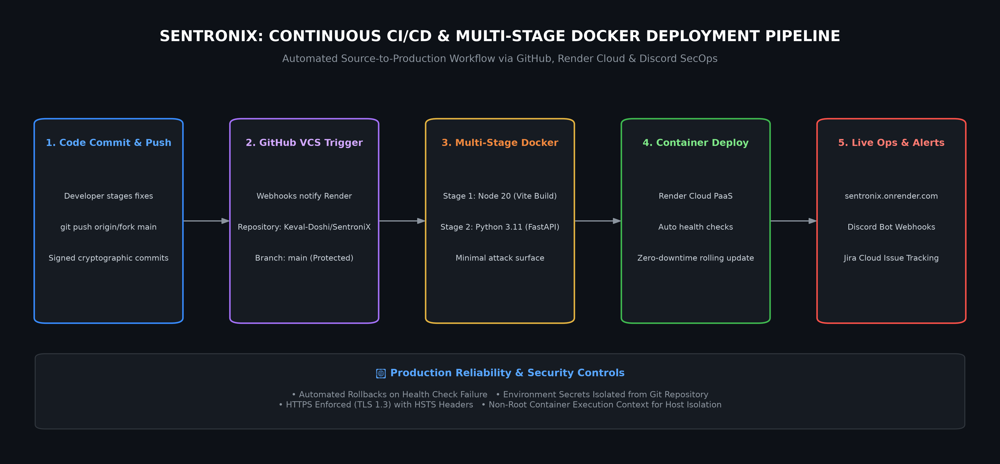 SENTRONIX: CONTINUOUS CI/CD & MULTI-STAGE DOCKER DEPLOYMENT PIPELINE
Automated Source-to-Production Workflow via GitHub, Render Cloud & Discord SecOps
1. Code Commit & Push
Developer stages fixes
git push origin/fork main
Signed cryptographic commits
2. GitHub VCS Trigger
Webhooks notify Render
Repository: Keval-Doshi/SentroniX
Branch: main (Protected)
3. Multi-Stage Docker
Stage 1: Node 20 (Vite Build)
Stage 2: Python 3.11 (FastAPI)
Minimal attack surface
4. Container Deploy
Render Cloud PaaS
Auto health checks
Zero-downtime rolling update
5. Live Ops & Alerts
sentronix.onrender.com
Discord Bot Webhooks
Jira Cloud Issue Tracking
Production Reliability & Security Controls
• Automated Rollbacks on Health Check Failure • Environment Secrets Isolated from Git Repository
• HTTPS Enforced (TLS 1.3) with HSTS Headers • Non-Root Container Execution Context for Host Isolation